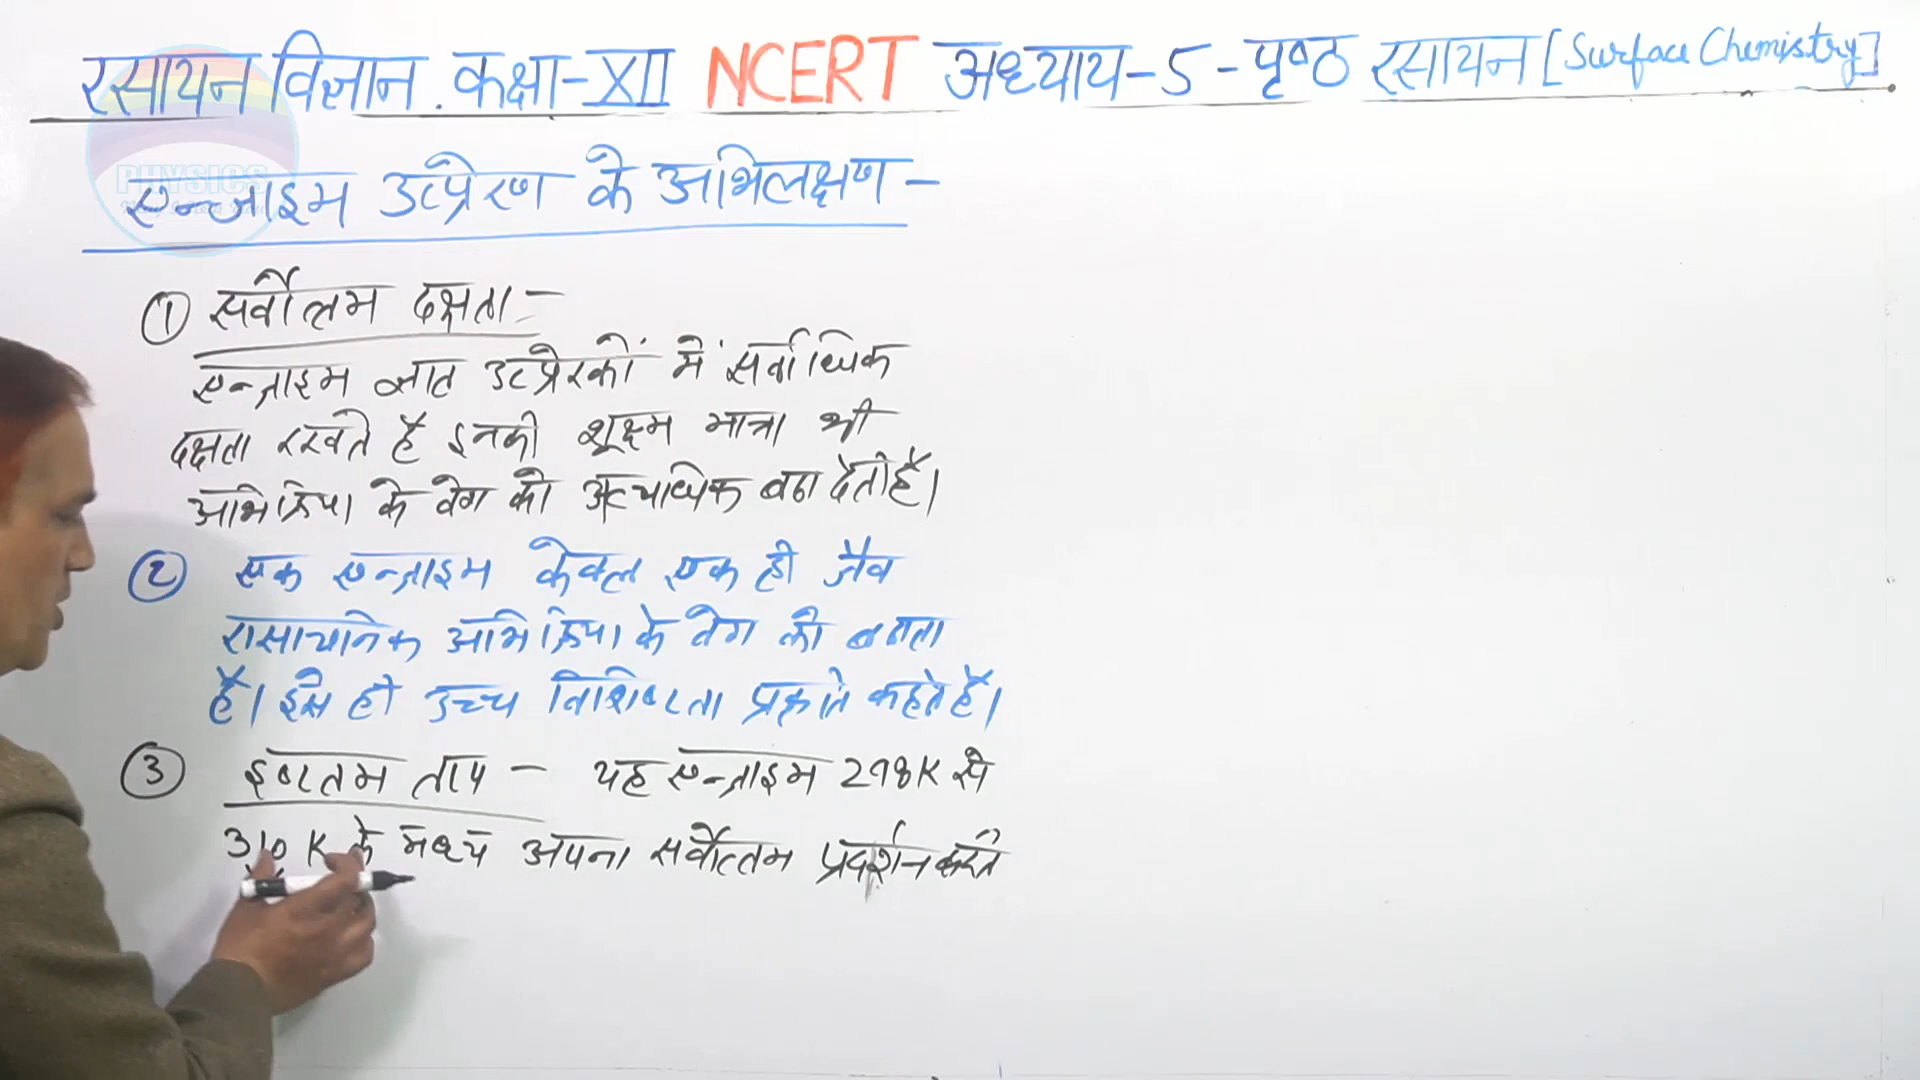 रसायन विज्ञान . कक्षा-XII NCERT अध्याय-5-पृष्ठ रसायन [Surface Chemistry]
PHYSICS
एन्जाइम उत्प्रेरण के अभिलक्षण-
① सर्वोत्तम दक्षता-
एन्जाइम ज्ञात उत्प्रेरकों में सर्वाधिक
दक्षता रखते हैं इनकी शूक्ष्म मात्रा भी
अभिक्रिया के वेग को अत्याधिक बढा देती है।
② एक एन्जाइम केवल एक ही जैव
रासायनिक अभिक्रिया के वेग को बढाता
है। इसे ही उच्च विशिष्टता प्रकृति कहते हैं।
③ इष्टतम ताप - यह एन्जाइम 298K से
310 K के मध्य अपना सर्वोत्तम प्रदर्शन करते